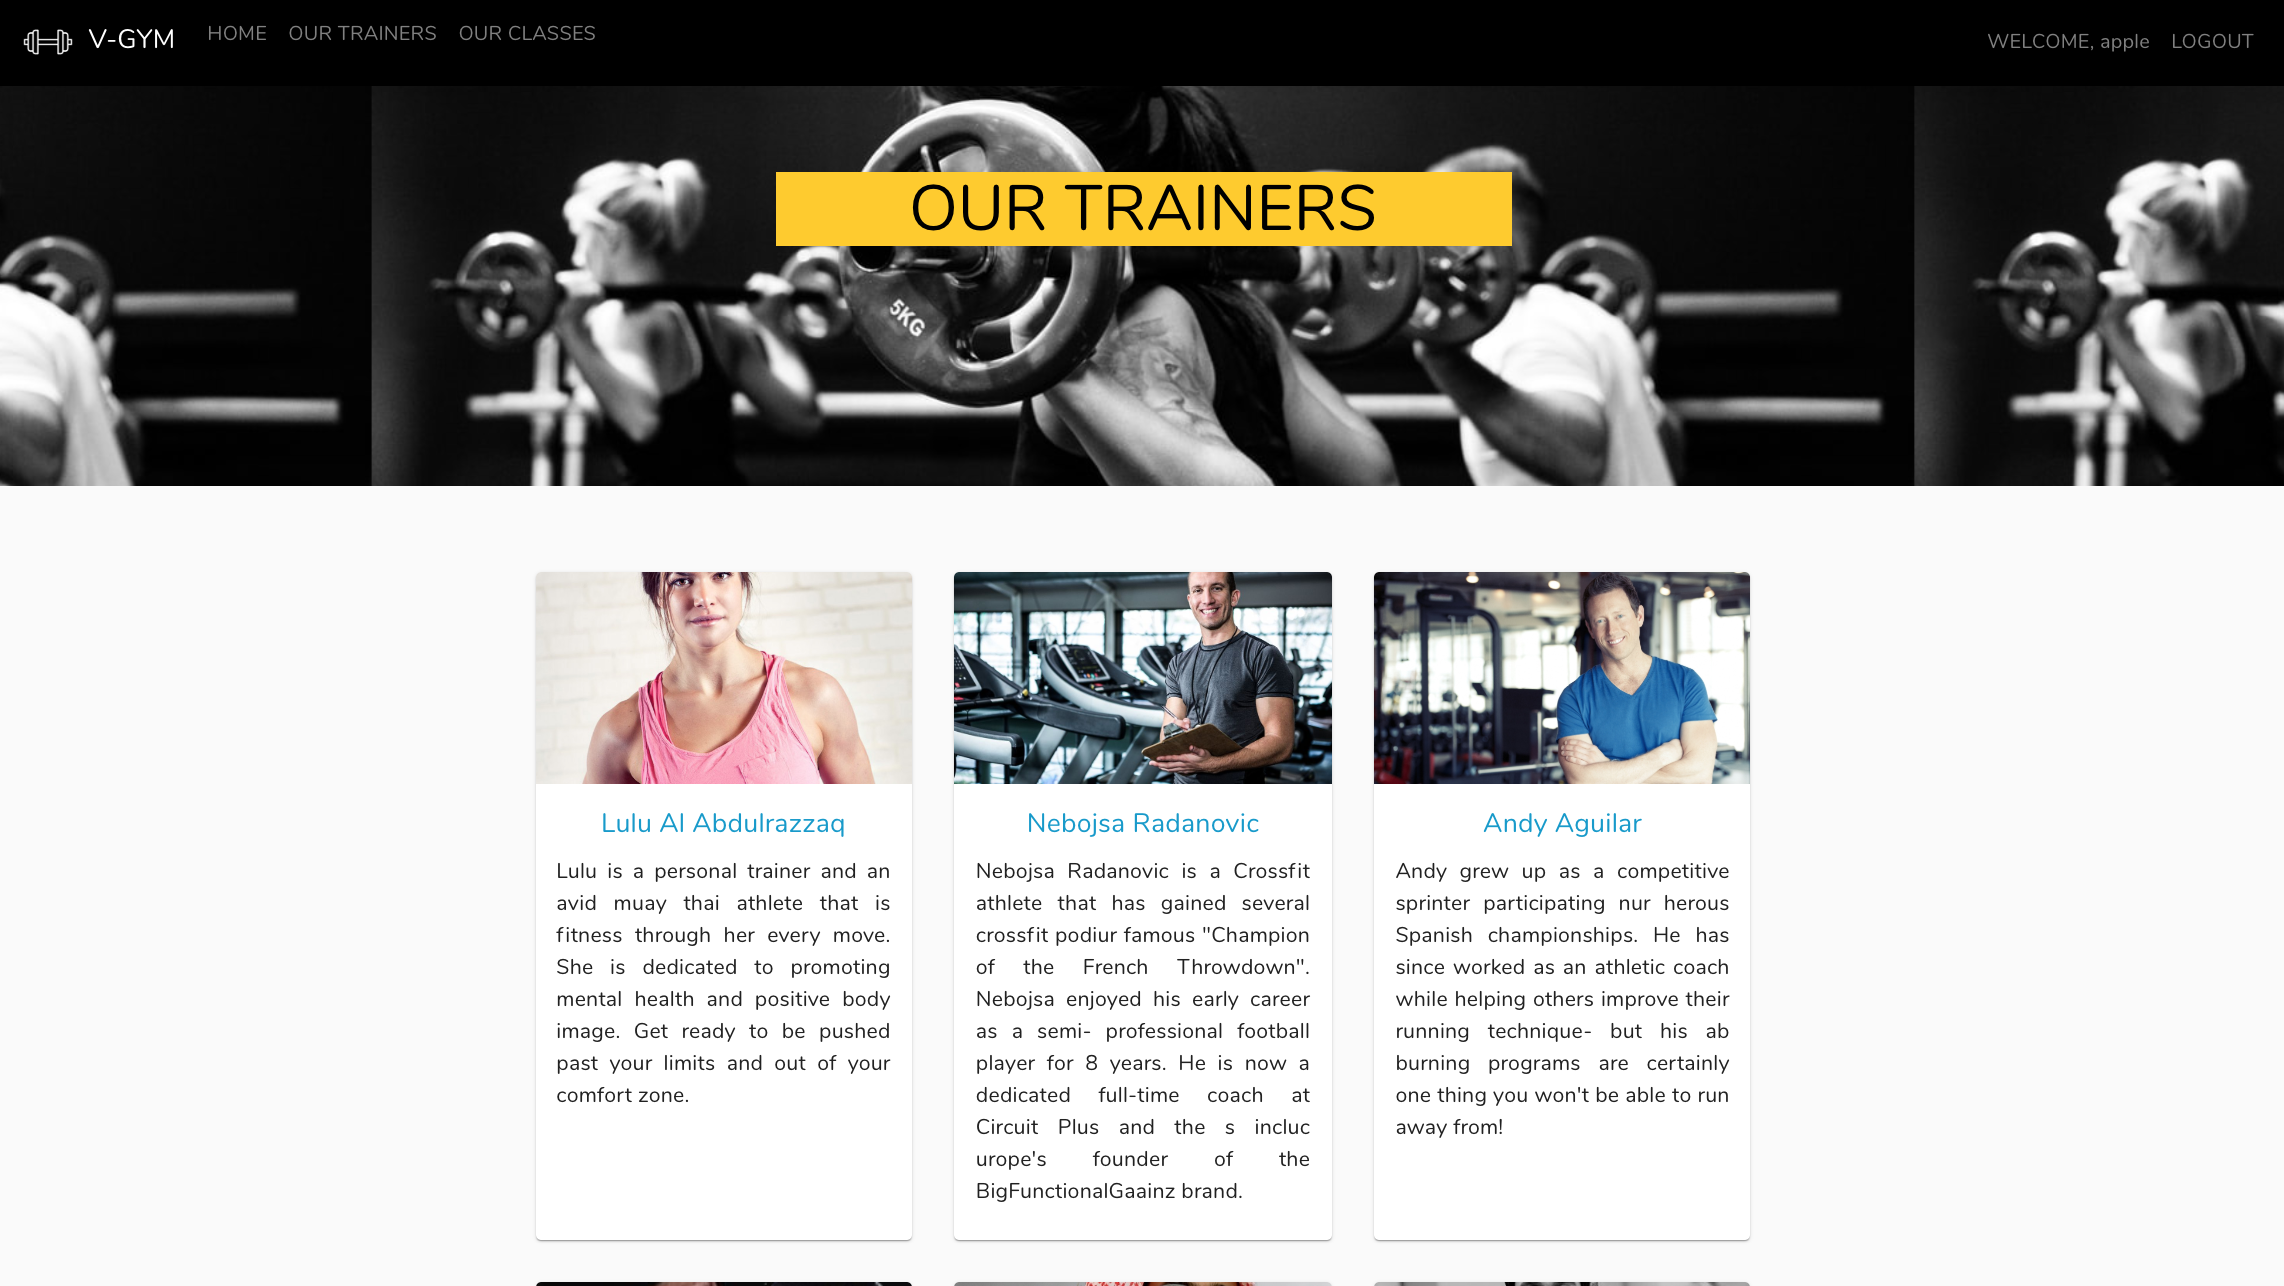 V-GYM HOME OUR TRAINERS OUR CLASSES WELCOME, apple LOGOUT
OUR TRAINERS
5KG
Lulu Al Abdulrazzaq
Lulu is a personal trainer and an
avid muay thai athlete that is
fitness through her every move.
She is dedicated to promoting
mental health and positive body
image. Get ready to be pushed
past your limits and out of your
comfort zone.
Nebojsa Radanovic
Nebojsa Radanovic is a Crossfit
athlete that has gained several
crossfit podiur famous "Champion
of the French Throwdown".
Nebojsa enjoyed his early career
as a semi- professional football
player for 8 years. He is now a
dedicated full-time coach at
Circuit Plus and the s incluc
urope's founder of the
BigFunctionalGaainz brand.
Andy Aguilar
Andy grew up as a competitive
sprinter participating nur herous
Spanish championships. He has
since worked as an athletic coach
while helping others improve their
running technique- but his ab
burning programs are certainly
one thing you won't be able to run
away from!